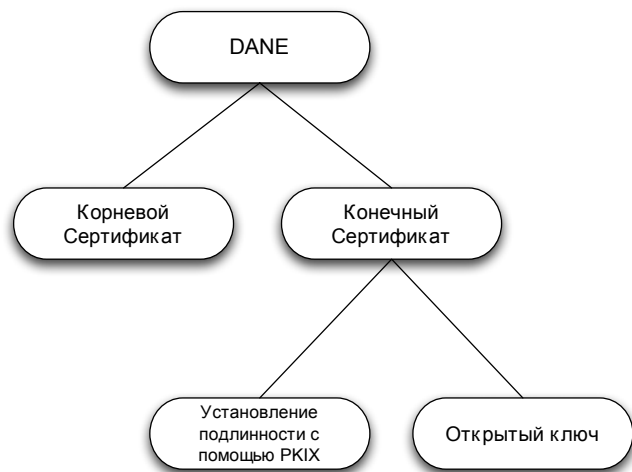 DANE
Корневой
Сертификат
Конечный
Сертификат
Установление
подлинности с
помощью PKIX
Открытый ключ